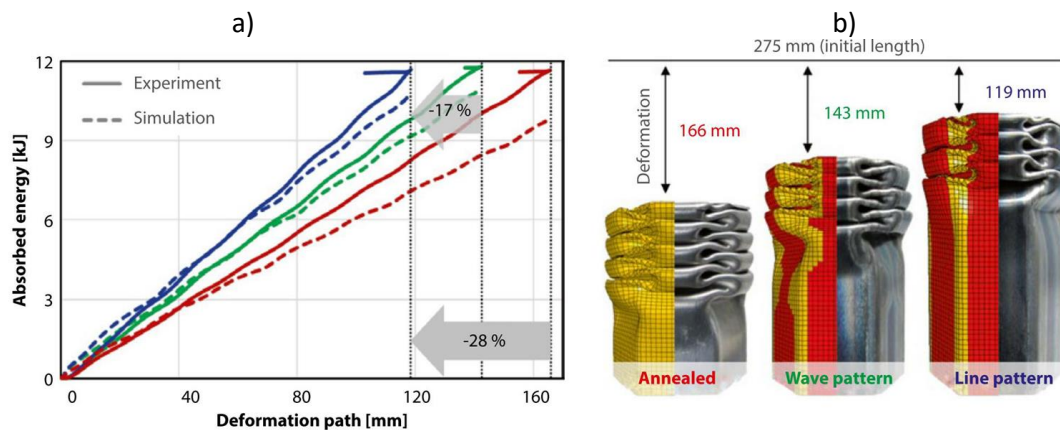 a)
b)
12
9
6
3
0
Absorbed energy [kJ]
Experiment
Simulation
-17 %
-28 %
0
40
80
120
160
Deformation path [mm]
275 mm (initial length)
Deformation
166 mm
143 mm
119 mm
Annealed
Wave pattern
Line pattern